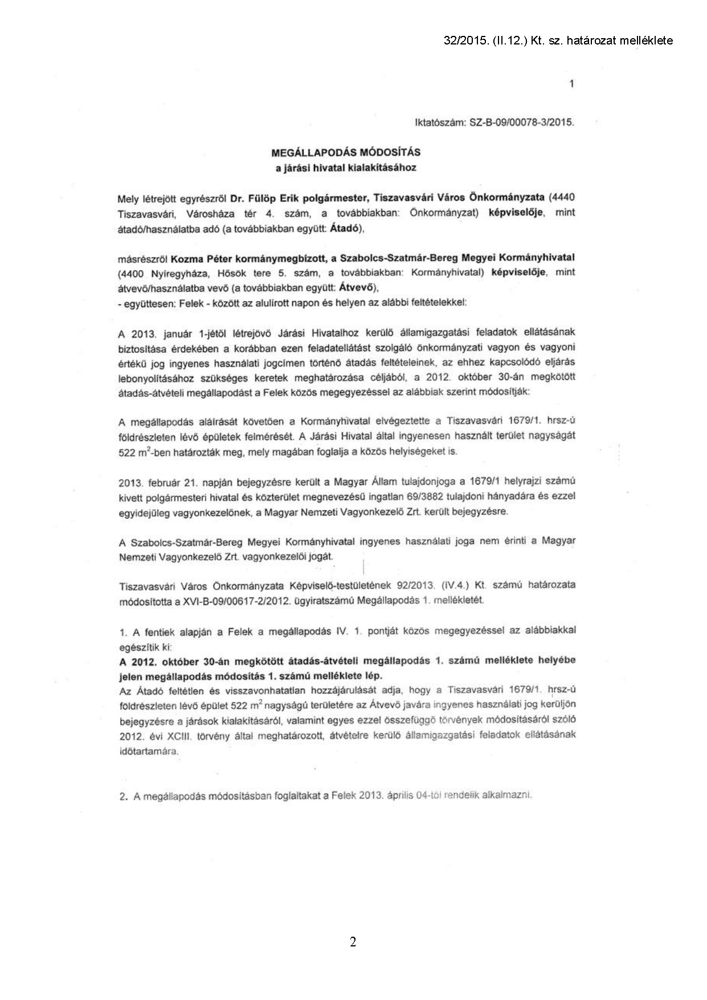 32/2015. (II.12.) Kt. sz. határozat melléklete
1
Iktatószám: SZ-B-09/00078-3/2015.
MEGÁLLAPODÁS MÓDOSÍTÁS
a járási hivatal kialakításához
Mely létrejött egyrészről Dr. Fülöp Erik polgármester, Tiszavasvári Város Önkormányzata (4440
Tiszavasvári, Városháza tér 4. szám, a továbbiakban: Önkormányzat) képviselője, mint
átadó/használatba adó (a továbbiakban együtt: Átadó),
másrészről Kozma Péter kormánymegbízott, a Szabolcs-Szatmár-Bereg Megyei Kormányhivatal
(4400 Nyíregyháza, Hősök tere 5. szám, a továbbiakban: Kormányhivatal) képviselője, mint
átvevő/használatba vevő (a továbbiakban együtt: Átvevő),
- együttesen: Felek - között az alulírott napon és helyen az alábbi feltételekkel:
A 2013. január 1-jétől létrejövő Járási Hivatalhoz kerülő államigazgatási feladatok ellátásának
biztosítása érdekében a korábban ezen feladatellátást szolgáló önkormányzati vagyon és vagyoni
értékű jog ingyenes használati jogcímen történő átadás feltételeinek, az ehhez kapcsolódó eljárás
lebonyolításához szükséges keretek meghatározása céljából, a 2012. október 30-án megkötött
átadás-átvételi megállapodást a Felek közös megegyezéssel az alábbiak szerint módosítják:
A megállapodás aláírását követően a Kormányhivatal elvégeztette a Tiszavasvári 1679/1. hrsz-ú
földrészleten lévő épületek felmérését. A Járási Hivatal által ingyenesen használt terület nagyságát
522 m²-ben határozták meg, mely magában foglalja a közös helyiségeket is.
2013. február 21. napján bejegyzésre került a Magyar Állam tulajdonjoga a 1679/1 helyrajzi számú
kivett polgármesteri hivatal és közterület megnevezésű ingatlan 69/3882 tulajdoni hányadára és ezzel
egyidejűleg vagyonkezelőnek, a Magyar Nemzeti Vagyonkezelő Zrt. került bejegyzésre.
A Szabolcs-Szatmár-Bereg Megyei Kormányhivatal ingyenes használati joga nem érinti a Magyar
Nemzeti Vagyonkezelő Zrt. vagyonkezelői jogát.
Tiszavasvári Város Önkormányzata Képviselő-testületének 92/2013. (IV.4.) Kt. számú határozata
módosította a XVI-B-09/00617-2/2012. ügyiratszámú Megállapodás 1. mellékletét.
1. A fentiek alapján a Felek a megállapodás IV. 1. pontját közös megegyezéssel az alábbiakkal
egészítik ki:
A 2012. október 30-án megkötött átadás-átvételi megállapodás 1. számú melléklete helyébe
jelen megállapodás módosítás 1. számú melléklete lép.
Az Átadó feltétlen és visszavonhatatlan hozzájárulását adja, hogy a Tiszavasvári 1679/1. hrsz-ú
földrészleten lévő épület 522 m² nagyságú területére az Átvevő javára ingyenes használati jog kerüljön
bejegyzésre a járások kialakításáról, valamint egyes ezzel összefüggő törvények módosításáról szóló
2012. évi XCIII. törvény által meghatározott, átvételre kerülő államigazgatási feladatok ellátásának
időtartamára.
2. A megállapodás módosításban foglaltakat a Felek 2013. április 04-től rendelik alkalmazni.
2